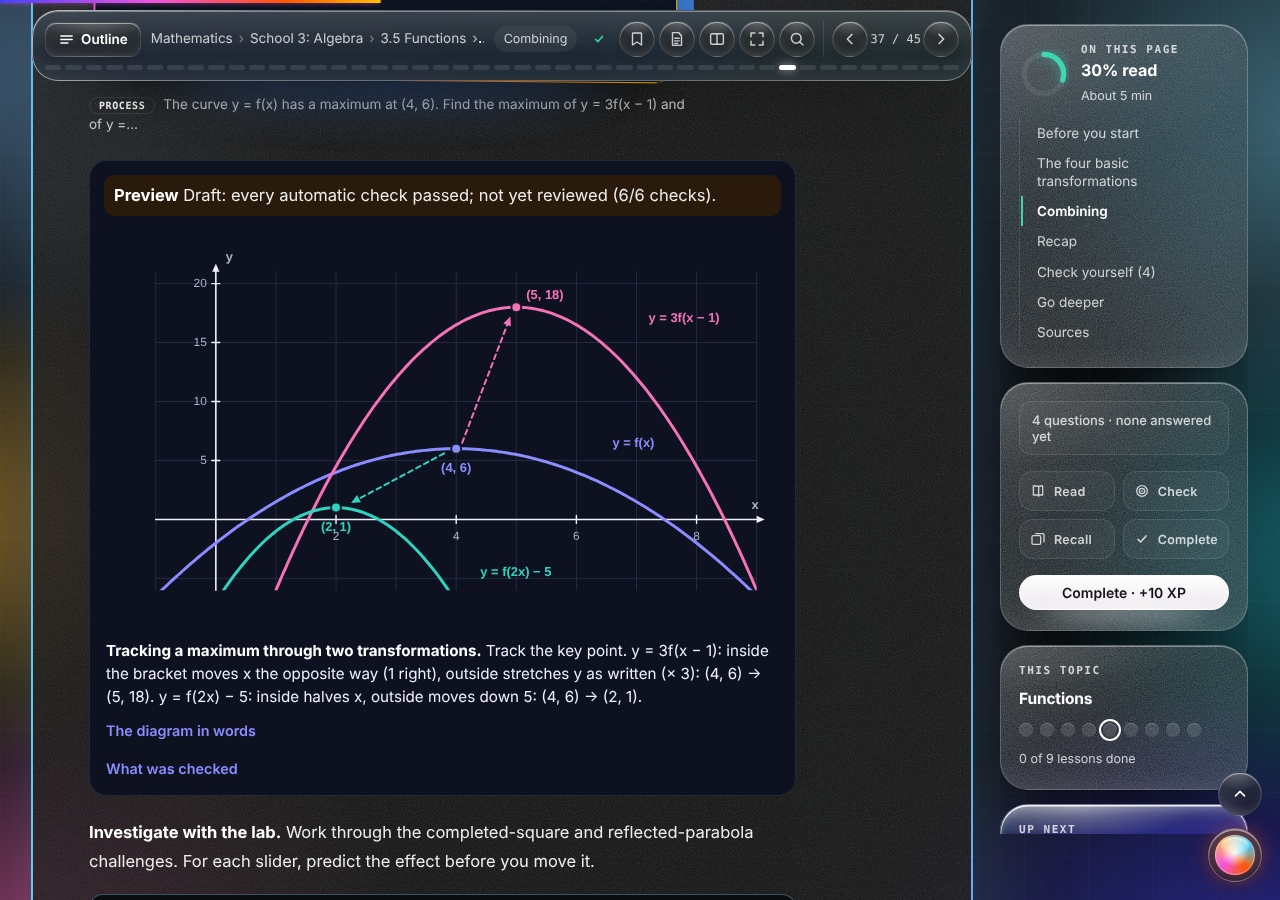 Outline
Mathematics › School 3: Algebra › 3.5 Functions ›..
Combining
37 / 45
PROCESS The curve y = f(x) has a maximum at (4, 6). Find the maximum of y = 3f(x − 1) and
of y =…
Preview Draft: every automatic check passed; not yet reviewed (6/6 checks).
y
20
15
10
5
(5, 18)
y = 3f(x − 1)
y = f(x)
(4, 6)
x
(2, 1)
2
4
6
8
y = f(2x) − 5
Tracking a maximum through two transformations. Track the key point. y = 3f(x − 1): inside
the bracket moves x the opposite way (1 right), outside stretches y as written (× 3): (4, 6) →
(5, 18). y = f(2x) − 5: inside halves x, outside moves down 5: (4, 6) → (2, 1).
The diagram in words
What was checked
Investigate with the lab. Work through the completed-square and reflected-parabola
challenges. For each slider, predict the effect before you move it.
ON THIS PAGE
30% read
About 5 min
Before you start
The four basic
transformations
Combining
Recap
Check yourself (4)
Go deeper
Sources
4 questions · none answered
yet
Read
Check
Recall
Complete
Complete · +10 XP
THIS TOPIC
Functions
0 of 9 lessons done
UP NEXT